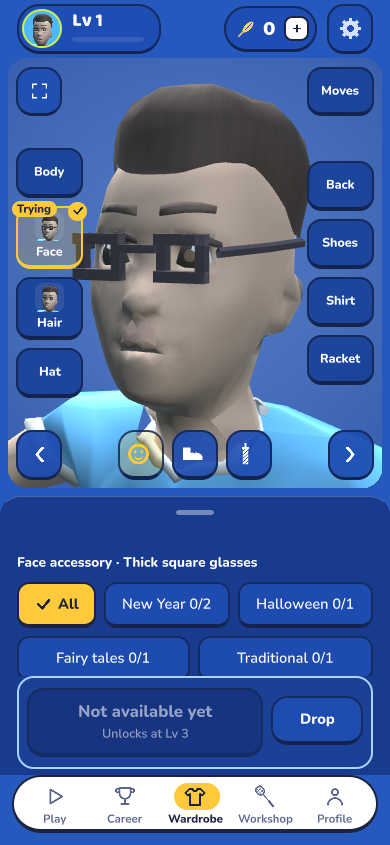 Lv 1
0
+
Moves
Body
Back
Trying
Face
Shoes
Hair
Shirt
Hat
Racket
Face accessory · Thick square glasses
All
New Year 0/2
Halloween 0/1
Fairy tales 0/1
Traditional 0/1
Not available yet
Unlocks at Lv 3
Drop
Play
Career
Wardrobe
Workshop
Profile